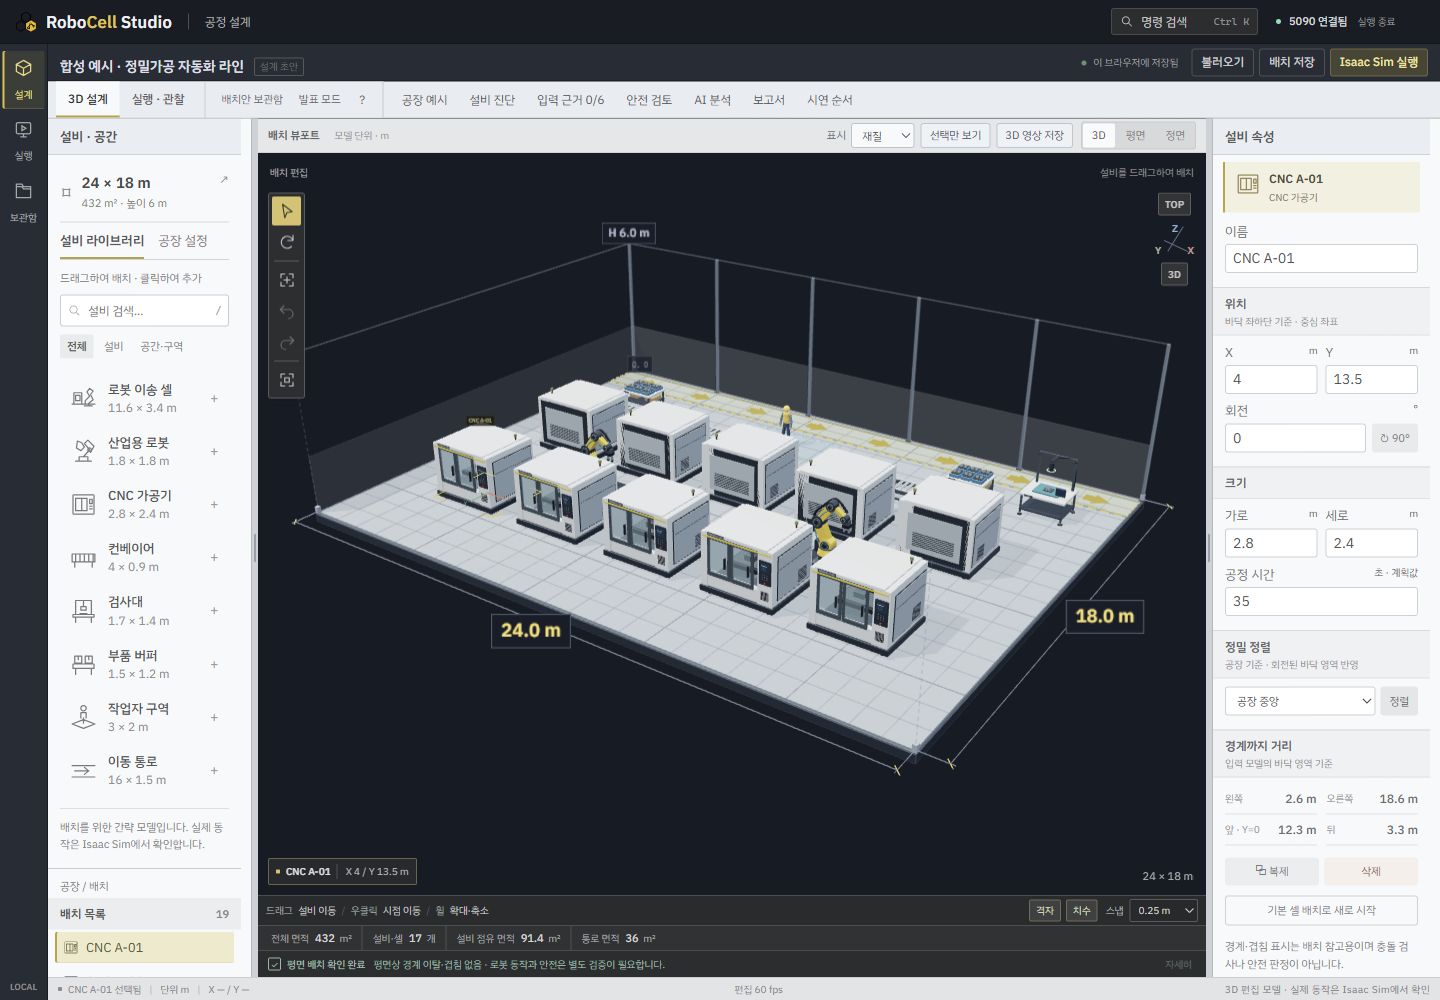 RoboCell Studio
공정 설계
명령 검색
Ctrl K
5090 연결됨
실행 종료
합성 예시 · 정밀가공 자동화 라인
설계 초안
이 브라우저에 저장됨
불러오기
배치 저장
Isaac Sim 실행
설계
실행
보관함
LOCAL
3D 설계
실행 · 관찰
배치안 보관함
발표 모드
?
공장 예시
설비 진단
입력 근거 0/6
안전 검토
AI 분석
보고서
시연 순서
설비 · 공간
24 × 18 m
↗
432 m² · 높이 6 m
설비 라이브러리
공장 설정
드래그하여 배치 · 클릭하여 추가
설비 검색...
/
전체
설비
공간·구역
로봇 이송 셀
11.6 × 3.4 m
+
산업용 로봇
1.8 × 1.8 m
+
CNC 가공기
2.8 × 2.4 m
+
컨베이어
4 × 0.9 m
+
검사대
1.7 × 1.4 m
+
부품 버퍼
1.5 × 1.2 m
+
작업자 구역
3 × 2 m
+
이동 통로
16 × 1.5 m
+
배치를 위한 간략 모델입니다. 실제 동
작은 Isaac Sim에서 확인합니다.
공장 / 배치
배치 목록
19
CNC A-01
배치 뷰포트
모델 단위 · m
표시
재질
선택만 보기
3D 영상 저장
3D
평면
정면
배치 편집
설비를 드래그하여 배치
TOP
Z
Y
X
3D
H 6.0 m
0. 0
CNC A-01
24.0 m
18.0 m
CNC A-01
X 4 / Y 13.5 m
24 × 18 m
드래그 설비 이동 / 우클릭 시점 이동 / 휠 확대·축소
격자
치수
스냅
0.25 m
전체 면적 432 m²
설비·셀 17 개
설비 점유 면적 91.4 m²
통로 면적 36 m²
평면 배치 확인 완료
평면상 경계 이탈·겹침 없음 · 로봇 동작과 안전은 별도 검증이 필요합니다.
자세히
설비 속성
CNC A-01
CNC 가공기
이름
CNC A-01
위치
바닥 좌하단 기준 · 중심 좌표
X m
Y m
4
13.5
회전 °
0
↻ 90°
크기
가로 m
세로 m
2.8
2.4
공정 시간
초 · 계획값
35
정밀 정렬
공장 기준 · 회전된 바닥 영역 반영
공장 중앙
정렬
경계까지 거리
입력 모델의 바닥 영역 기준
왼쪽 2.6 m
오른쪽 18.6 m
앞 · Y=0 12.3 m
뒤 3.3 m
복제
삭제
기본 셀 배치로 새로 시작
경계·겹침 표시는 배치 참고용이며 충돌 검
사나 안전 판정이 아닙니다.
CNC A-01 선택됨
단위 m
X — / Y —
편집 60 fps
3D 편집 모델 · 실제 동작은 Isaac Sim에서 확인